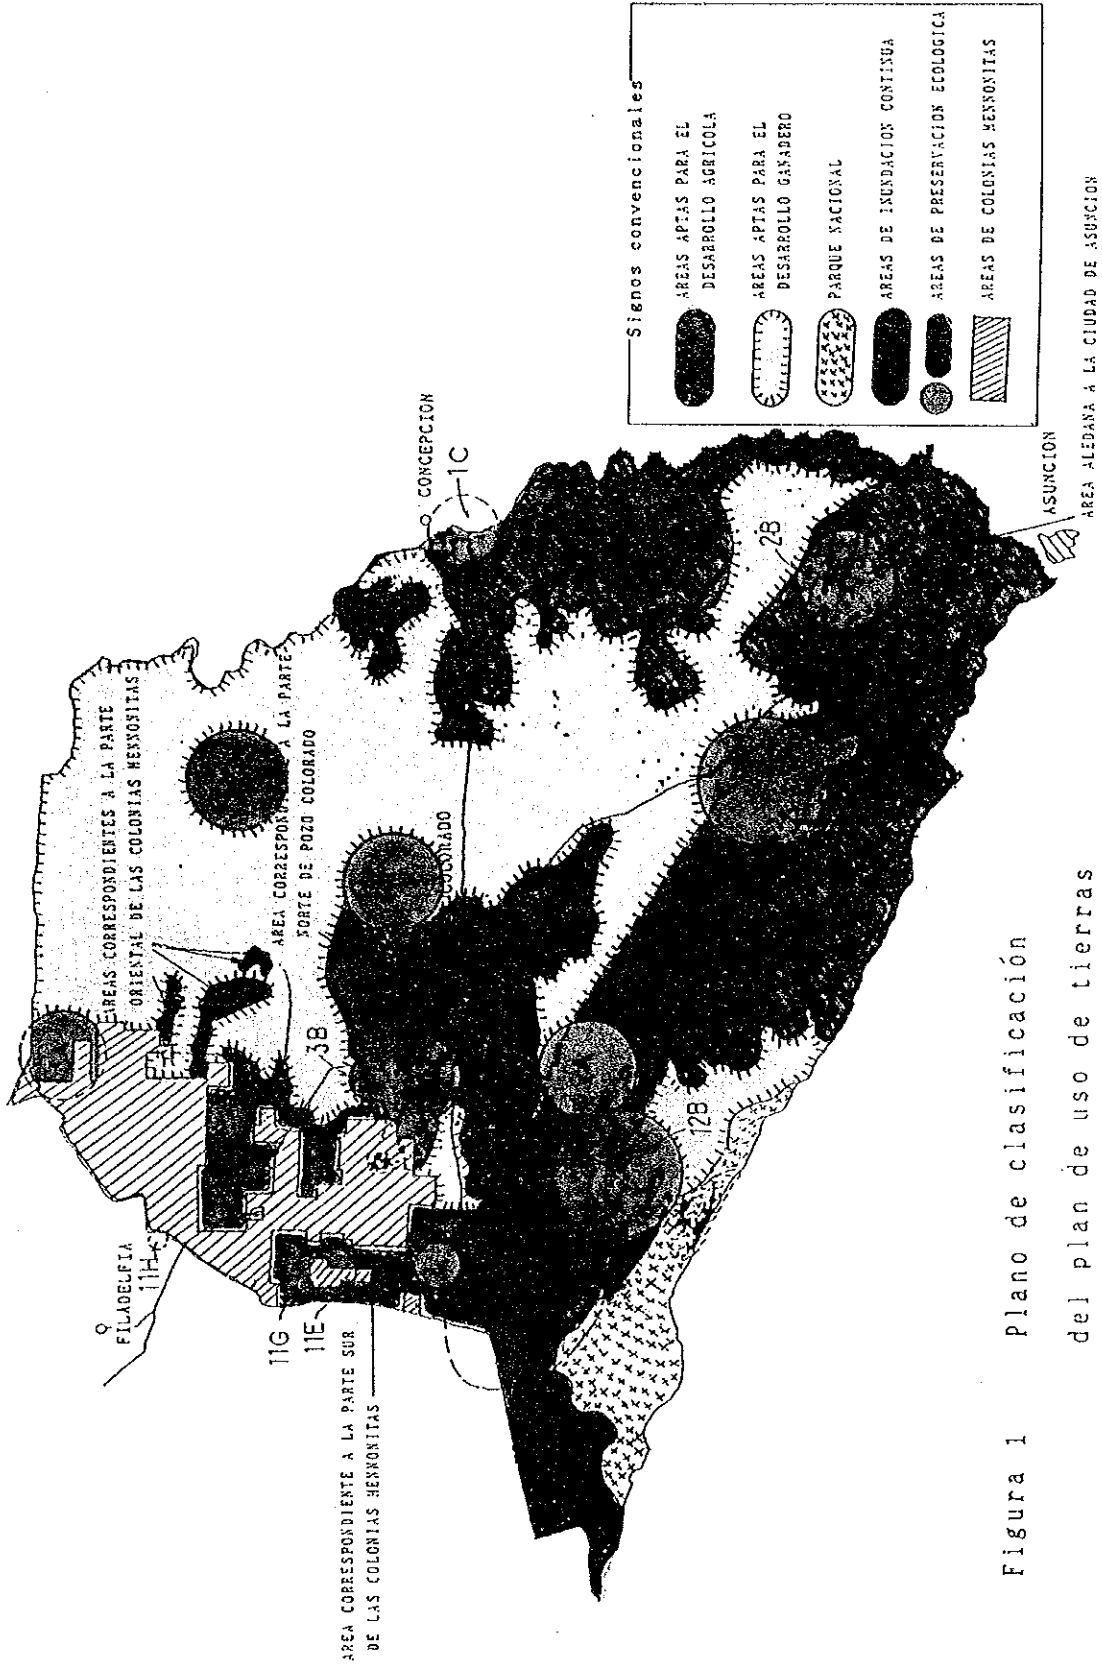 FILADELFIA
11H
AREAS CORRESPONDIENTES A LA PARTE
ORIENTAL DE LAS COLONIAS MENNONITAS
AREA CORRESPONDIENTE A LA PARTE
NORTE DE POZO COLORADO
COLORADO
3B
11G
11E
AREA CORRESPONDIENTE A LA PARTE SUR
DE LAS COLONIAS MENNONITAS
CONCEPCION
1C
2B
12B
ASUNCION
AREA ALEDANA A LA CIUDAD DE ASUNCION
Signos convencionales
AREAS APTAS PARA EL
DESARROLLO AGRICOLA
AREAS APTAS PARA EL
DESARROLLO GANADERO
PARQUE NACIONAL
AREAS DE INUNDACION CONTINUA
AREAS DE PRESERVACION ECOLOGICA
AREAS DE COLONIAS MENNONITAS
Figura 1 Plano de clasificación
del plan de uso de tierras